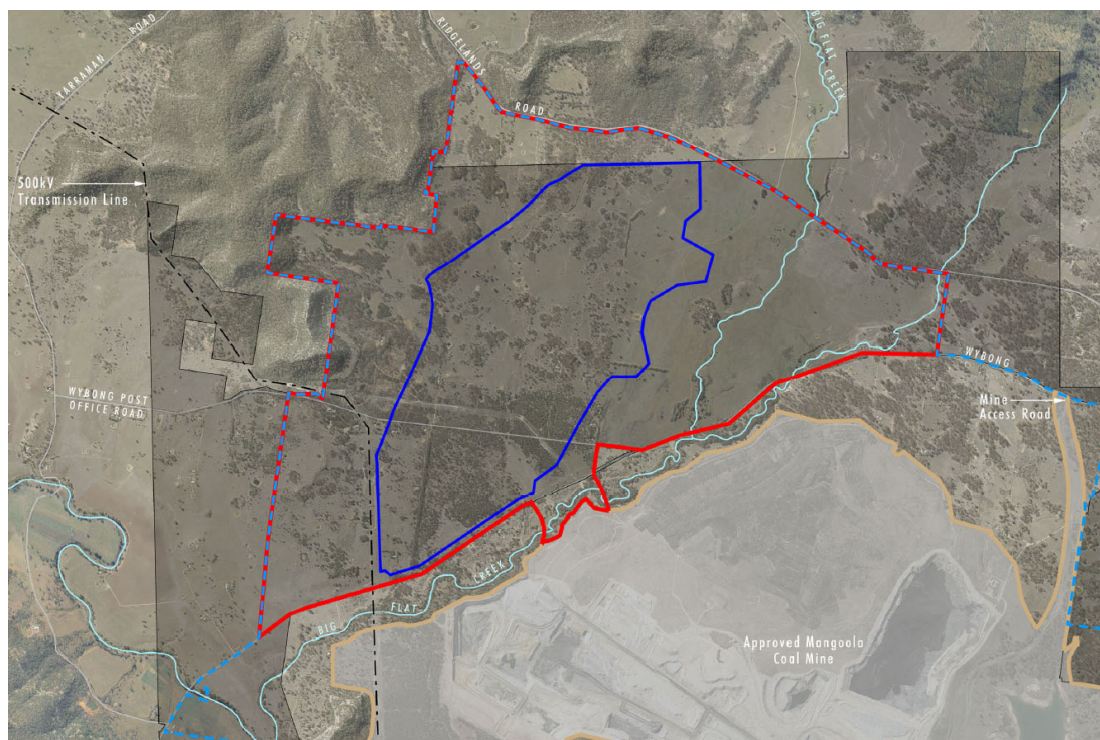 YARRAMAN ROAD
RIDGELANDS
ROAD
BIG FLAT
CREEK
500kV
Transmission Line
WYBONG POST
OFFICE ROAD
WYBONG
Mine
Access Road
BIG FLAT CREEK
Approved Mangoola
Coal Mine